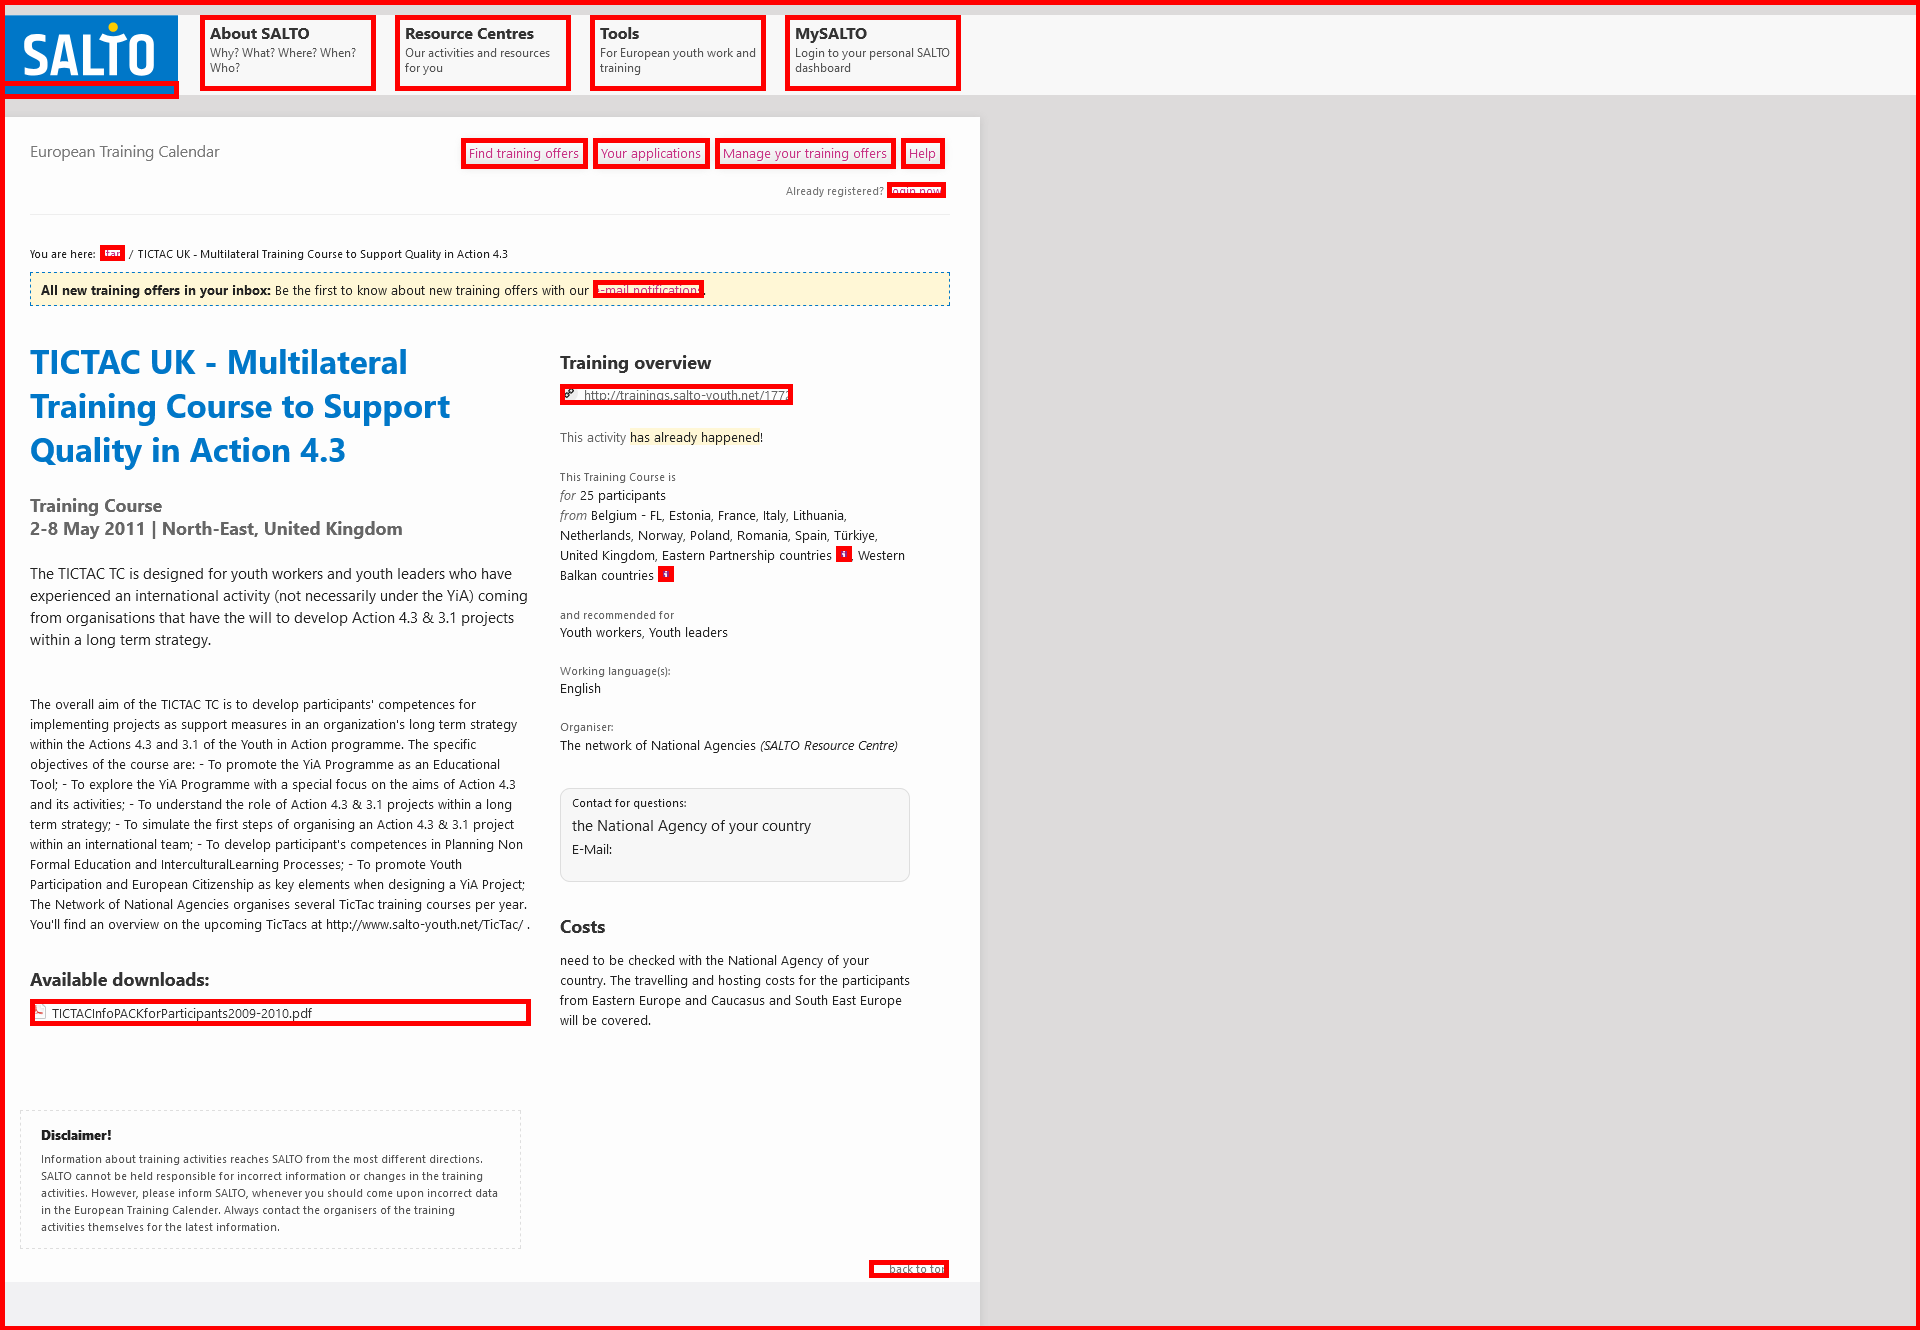 SALTO
About SALTO
Why? What? Where? When?
Who?
Resource Centres
Our activities and resources
for you
Tools
For European youth work and
training
MySALTO
Login to your personal SALTO
dashboard
European Training Calendar
Find training offers
Your applications
Manage your training offers
Help
Already registered? login now
You are here: / TICTAC UK - Multilateral Training Course to Support Quality in Action 4.3
All new training offers in your inbox: Be the first to know about new training offers with our e-mail notifications.
TICTAC UK - Multilateral
Training Course to Support
Quality in Action 4.3
Training Course
2-8 May 2011 | North-East, United Kingdom
The TICTAC TC is designed for youth workers and youth leaders who have
experienced an international activity (not necessarily under the YiA) coming
from organisations that have the will to develop Action 4.3 & 3.1 projects
within a long term strategy.
The overall aim of the TICTAC TC is to develop participants' competences for
implementing projects as support measures in an organization's long term strategy
within the Actions 4.3 and 3.1 of the Youth in Action programme. The specific
objectives of the course are: - To promote the YiA Programme as an Educational
Tool; - To explore the YiA Programme with a special focus on the aims of Action 4.3
and its activities; - To understand the role of Action 4.3 & 3.1 projects within a long
term strategy; - To simulate the first steps of organising an Action 4.3 & 3.1 project
within an international team; - To develop participant's competences in Planning Non
Formal Education and InterculturalLearning Processes; - To promote Youth
Participation and European Citizenship as key elements when designing a YiA Project;
The Network of National Agencies organises several TicTac training courses per year.
You'll find an overview on the upcoming TicTacs at http://www.salto-youth.net/TicTac/ .
Available downloads:
TICTACInfoPACKforParticipants2009-2010.pdf
Disclaimer!
Information about training activities reaches SALTO from the most different directions.
SALTO cannot be held responsible for incorrect information or changes in the training
activities. However, please inform SALTO, whenever you should come upon incorrect data
in the European Training Calender. Always contact the organisers of the training
activities themselves for the latest information.
Training overview
http://trainings.salto-youth.net/1772
This activity has already happened!
This Training Course is
for 25 participants
from Belgium - FL, Estonia, France, Italy, Lithuania,
Netherlands, Norway, Poland, Romania, Spain, Türkiye,
United Kingdom, Eastern Partnership countries Western
Balkan countries
and recommended for
Youth workers, Youth leaders
Working language(s):
English
Organiser:
The network of National Agencies (SALTO Resource Centre)
Contact for questions:
the National Agency of your country
E-Mail:
Costs
need to be checked with the National Agency of your
country. The travelling and hosting costs for the participants
from Eastern Europe and Caucasus and South East Europe
will be covered.
back to top